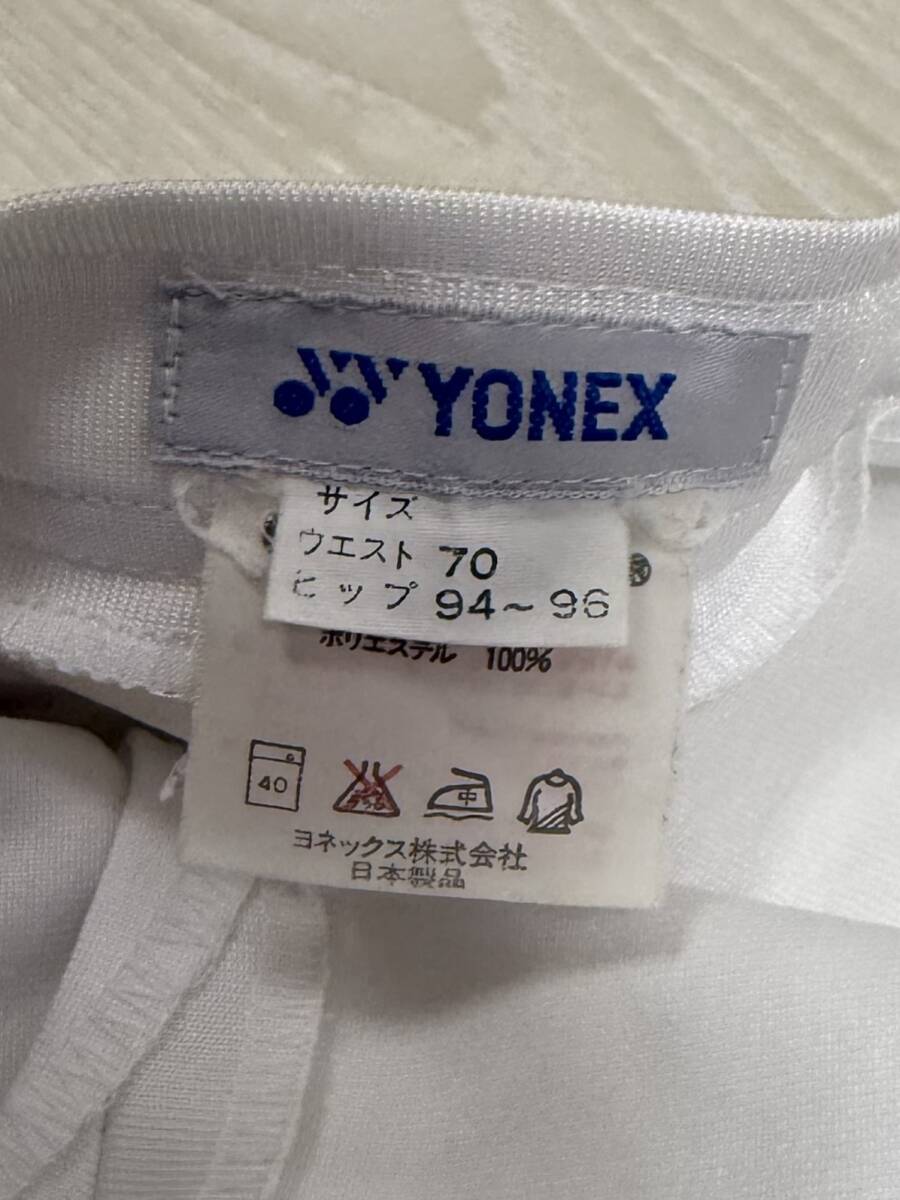 YONEX
サイズ
ウエスト 70
ヒップ 94~96
ポリエステル 100%
40 中
ヨネックス株式会社
日本製品